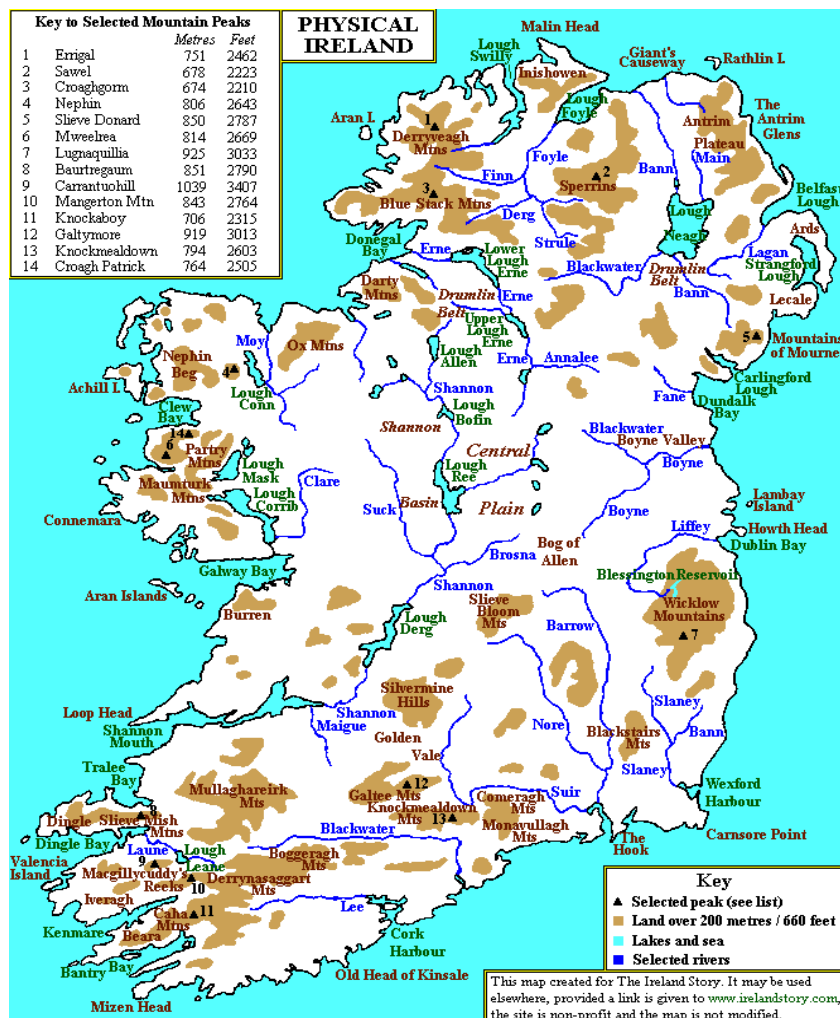 Key to Selected Mountain Peaks
Metres Feet
1 Errigal 751 2462
2 Sawel 678 2223
3 Croaghgorm 674 2210
4 Nephin 806 2643
5 Slieve Donard 850 2787
6 Mweelrea 814 2669
7 Lugnaquillia 925 3033
8 Baurtregaum 851 2790
9 Carrantuohill 1039 3407
10 Mangerton Mtn 843 2764
11 Knockaboy 706 2315
12 Galtymore 919 3013
13 Knockmealdown 794 2603
14 Croagh Patrick 764 2505
PHYSICAL
IRELAND
Malin Head
Lough
Swilly
Inishowen
Giant's
Causeway
Rathlin I.
Aran I.
1
Derryveagh
Mtns
Lough
Foyle
The
Antrim
Glens
Antrim
Plateau
Main
Foyle
Bann
Finn
2
Sperrins
3
Blue Stack Mtns
Derg
Strule
Belfast
Lough
Lough
Neagh
Ards
Donegal
Bay
Erne
Lower
Lough
Erne
Blackwater
Drumlin
Belt
Lagan
Strangford
Lough
Bann
Lecale
Darty
Mtns
Drumlin
Belt
Erne
Upper
Lough
Erne
5
Mountains
of Mourne
Moy
Ox Mtns
Nephin
Beg
4
Lough
Allen
Erne
Annalee
Carlingford
Lough
Achill I.
Lough
Conn
Shannon
Fane
Dundalk
Bay
Clew
Bay
Lough
Bofin
14
6
Partry
Mtns
Shannon
Central
Blackwater
Boyne Valley
Boyne
Lough
Mask
Lough
Ree
Maumturk
Mtns
Clare
Lough
Corrib
Suck
Basin
Plain
Boyne
Lambay
Island
Connemara
Liffey
Howth Head
Dublin Bay
Brosna
Bog of
Allen
Galway Bay
Blessington Reservoir
Aran Islands
Shannon
Slieve
Bloom
Mts
Wicklow
Mountains
Burren
Lough
Derg
Barrow
7
Silvermine
Hills
Slaney
Loop Head
Shannon
Mouth
Shannon
Maigue
Golden
Vale
Nore
Blackstairs
Mts
Bann
Tralee
Bay
Slaney
Mullaghareirk
Mts
12
Galtee Mts
Suir
Wexford
Harbour
8
Dingle
Slieve Mish
Mtns
Knockmealdown
Mts
13
Comeragh
Mts
Monavullagh
Mts
Carnsore Point
Dingle Bay
Blackwater
The
Hook
Laune
Lough
Leane
9
Valencia
Island
Macgillycuddy's
Reeks
Boggeragh
Mts
10
Derrynasaggart
Mts
Iveragh
Lee
11
Caha
Mtns
Kenmare
Beara
Cork
Harbour
Bantry Bay
Old Head of Kinsale
Mizen Head
Key
Selected peak (see list)
Land over 200 metres / 660 feet
Lakes and sea
Selected rivers
This map created for The Ireland Story. It may be used
elsewhere, provided a link is given to www.irelandstory.com,
the site is non-profit and the map is not modified.